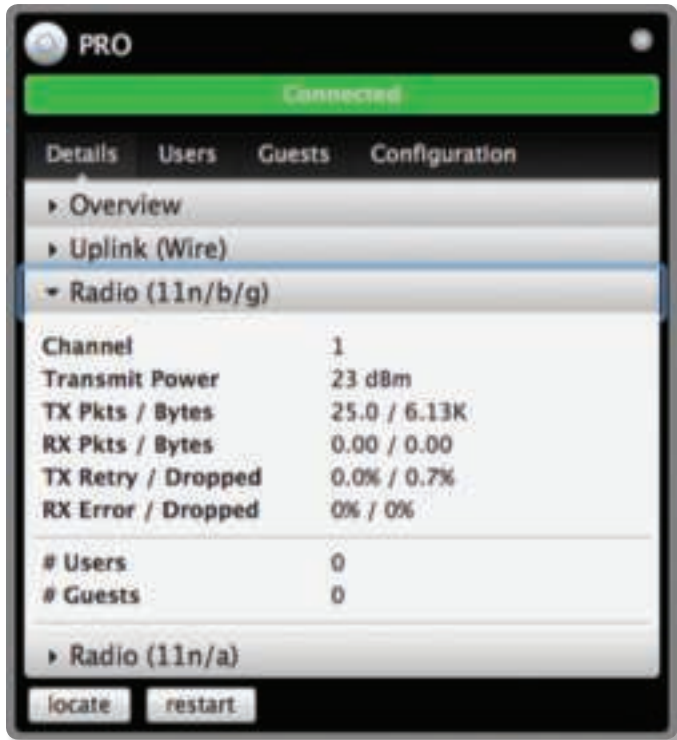 PRO
Connected
Details Users Guests Configuration
Overview
Uplink (Wire)
Radio (11n/b/g)
Channel 1
Transmit Power 23 dBm
TX Pkts / Bytes 25.0 / 6.13K
RX Pkts / Bytes 0.00 / 0.00
TX Retry / Dropped 0.0% / 0.7%
RX Error / Dropped 0% / 0%
# Users 0
# Guests 0
Radio (11n/a)
locate restart